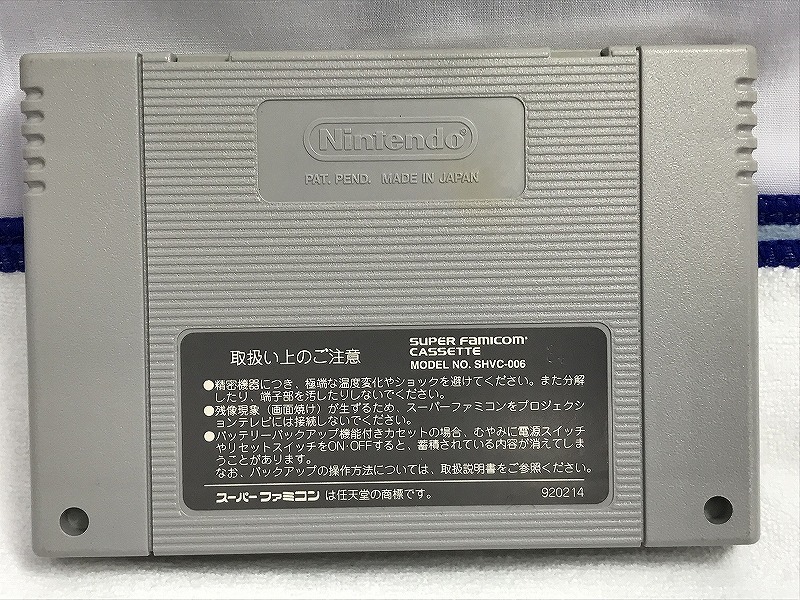 Nintendo®
PAT. PEND. MADE IN JAPAN
取扱い上のご注意
SUPER FAMICOM
CASSETTE
MODEL NO. SHVC-006
●精密機器につき、極端な温度変化やショックを避けてください。また分解
したり、端子部を汚したりしないでください。
●残像現象（画面焼け）が生ずるため、スーパーファミコンをプロジェクシ
ョンテレビには接続しないでください。
●バッテリーバックアップ機能付きカセットの場合、むやみに電源スイッチ
やリセットスイッチをON・OFFすると、蓄積されている内容が消えてしま
うことがあります。
なお、バックアップの操作方法については、取扱説明書をご参照ください。
スーパーファミコン は任天堂の商標です。
920214